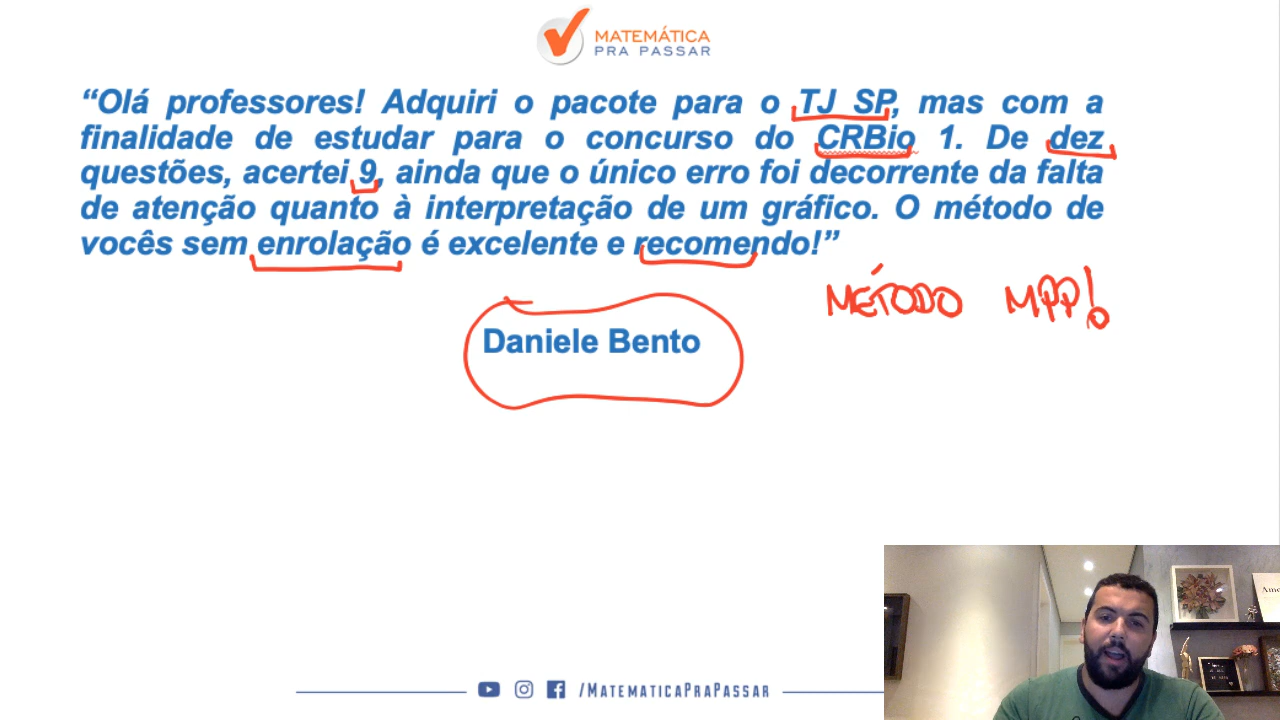 MATEMÁTICA
PRA PASSAR
“Olá professores! Adquiri o pacote para o TJ SP, mas com a
finalidade de estudar para o concurso do CRBio 1. De dez
questões, acertei 9, ainda que o único erro foi decorrente da falta
de atenção quanto à interpretação de um gráfico. O método de
vocês sem enrolação é excelente e recomendo!”
MÉTODO MPP!
Daniele Bento
/MATEMATICAPRAPASSAR